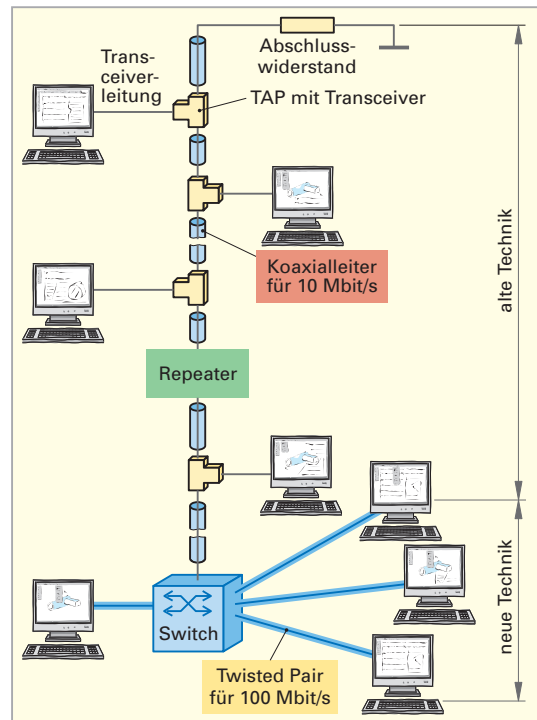 Abschluss-
widerstand
Trans-
ceiver-
leitung
TAP mit Transceiver
Koaxialleiter
für 10 Mbit/s
alte Technik
Repeater
neue Technik
Switch
Twisted Pair
für 100 Mbit/s